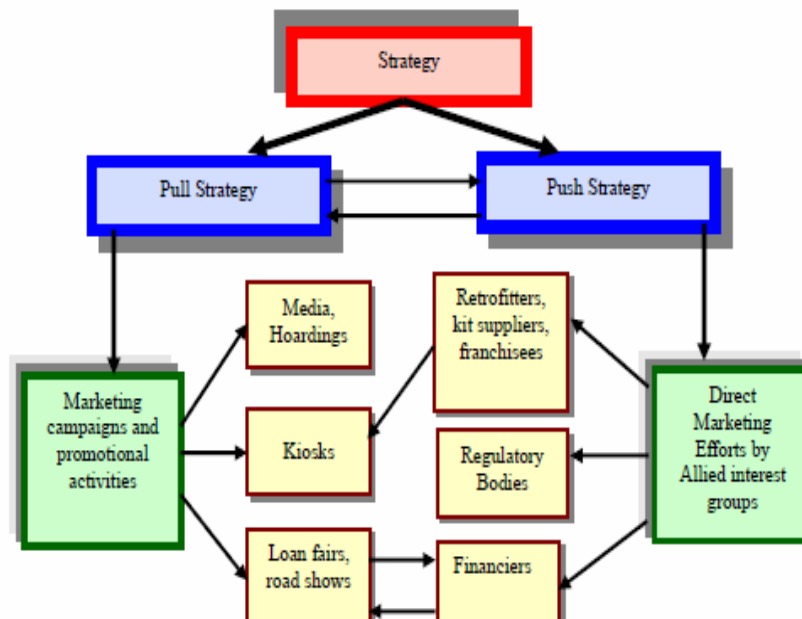 Strategy
Pull Strategy
Push Strategy
Media,
Hoardings
Retrofitters,
kit suppliers,
franchisees
Marketing
campaigns and
promotional
activities
Kiosks
Regulatory
Bodies
Direct
Marketing
Efforts by
Allied interest
groups
Loan fairs,
road shows
Financiers